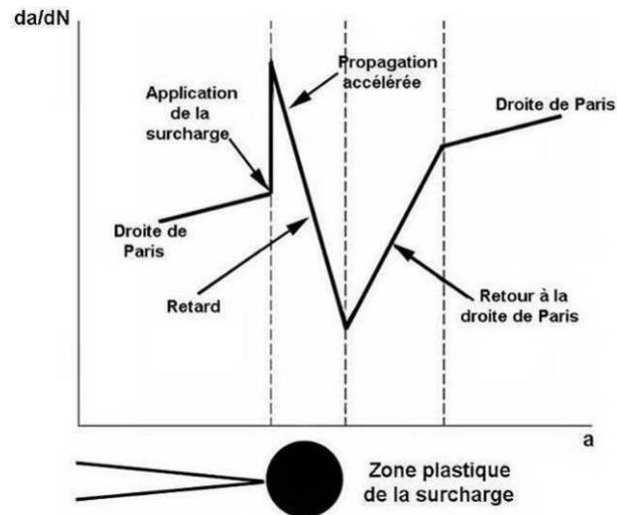 da/dN
Propagation
accélérée
Application
de la
surcharge
Droite de Paris
Droite de
Paris
Retard
Retour à la
droite de Paris
a
Zone plastique
de la surcharge